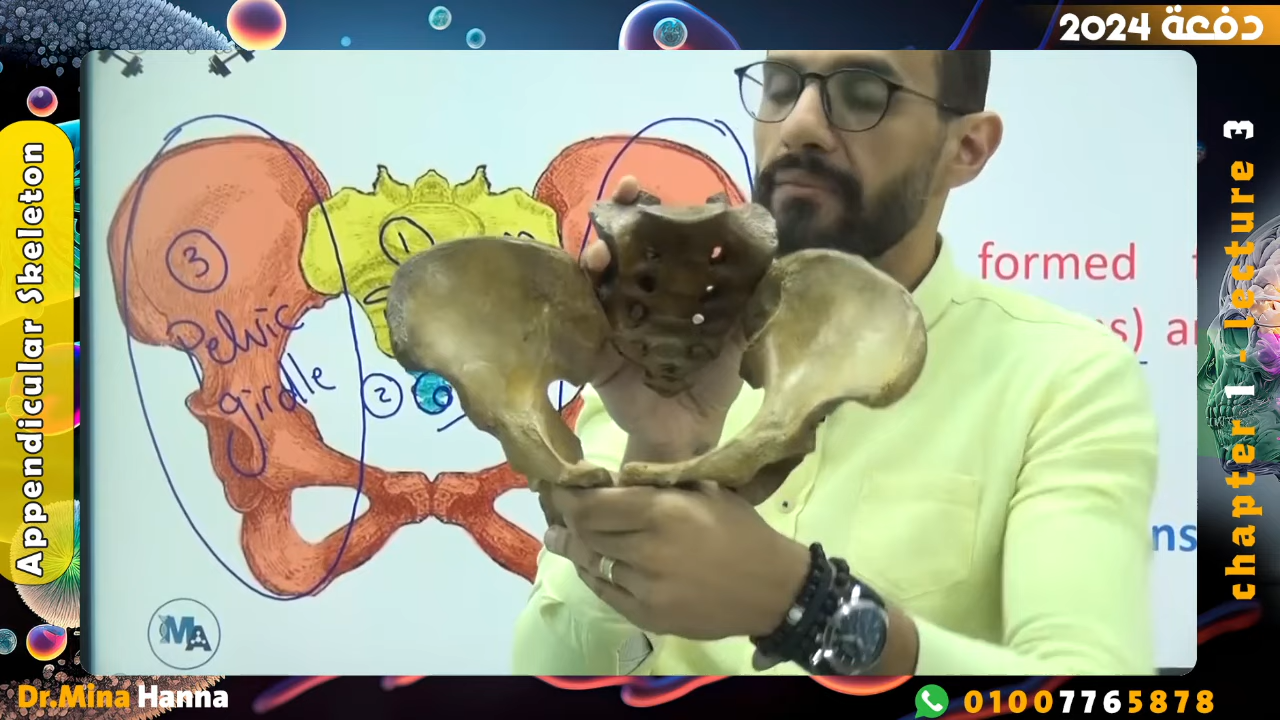 دفعة 2024
Appendicular Skeleton
chapter 1 - lecture 3
1
3
Pelvic
girdle
2
formed
s) a
ns
MA
Dr.Mina Hanna
01007765878